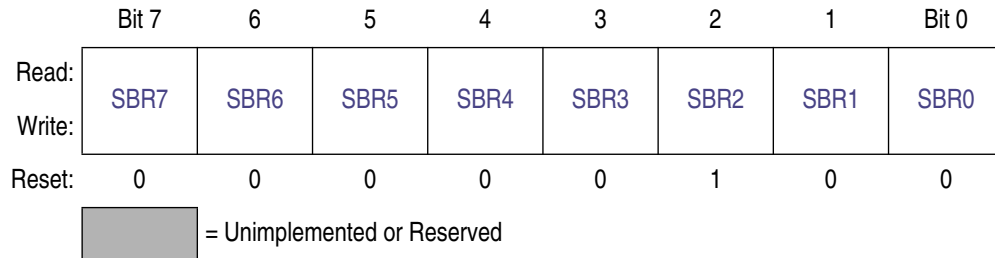 Bit 7 6 5 4 3 2 1 Bit 0
Read:
SBR7 SBR6 SBR5 SBR4 SBR3 SBR2 SBR1 SBR0
Write:
Reset: 0 0 0 0 0 1 0 0
= Unimplemented or Reserved